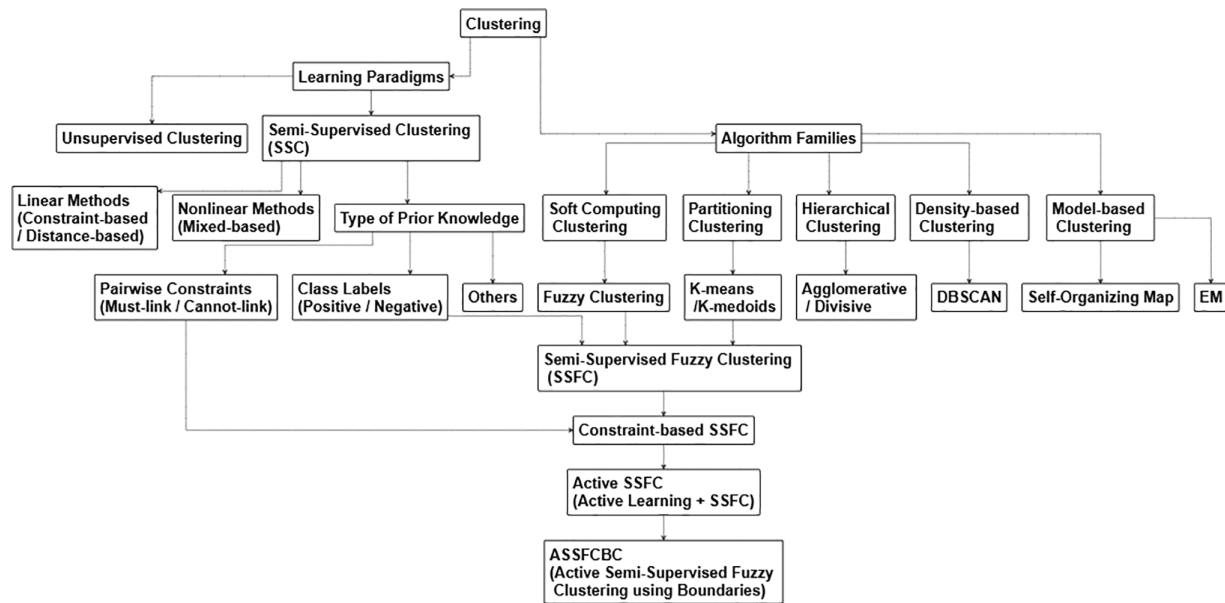 Clustering
Learning Paradigms
Unsupervised Clustering
Semi-Supervised Clustering
(SSC)
Algorithm Families
Linear Methods
(Constraint-based
/ Distance-based)
Nonlinear Methods
(Mixed-based)
Type of Prior Knowledge
Soft Computing
Clustering
Partitioning
Clustering
Hierarchical
Clustering
Density-based
Clustering
Model-based
Clustering
Pairwise Constraints
(Must-link / Cannot-link)
Class Labels
(Positive / Negative)
Others
Fuzzy Clustering
K-means
/K-medoids
Agglomerative
/ Divisive
DBSCAN
Self-Organizing Map
EM
Semi-Supervised Fuzzy Clustering
(SSFC)
Constraint-based SSFC
Active SSFC
(Active Learning + SSFC)
ASSFCBC
(Active Semi-Supervised Fuzzy
Clustering using Boundaries)